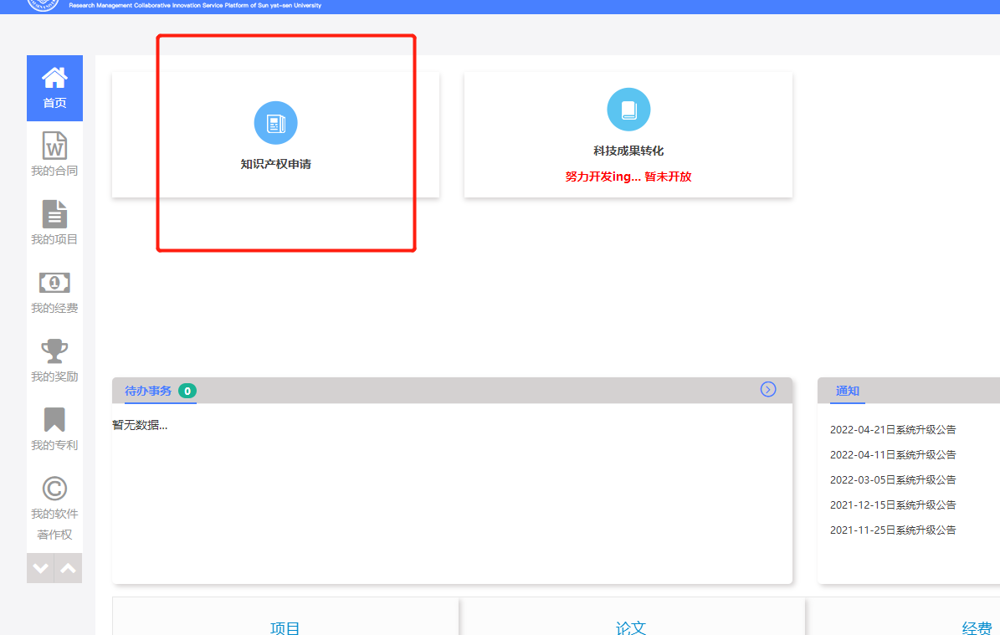 Research Management Collaborative Innovation Service Platform of Sun yat-sen University
首页
我的合同
我的项目
我的经费
我的奖励
我的专利
我的软件
著作权
知识产权申请
科技成果转化
努力开发ing... 暂未开放
待办事务 0
暂无数据...
通知
2022-04-21日系统升级公告
2022-04-11日系统升级公告
2022-03-05日系统升级公告
2021-12-15日系统升级公告
2021-11-25日系统升级公告
项目
论文
经费